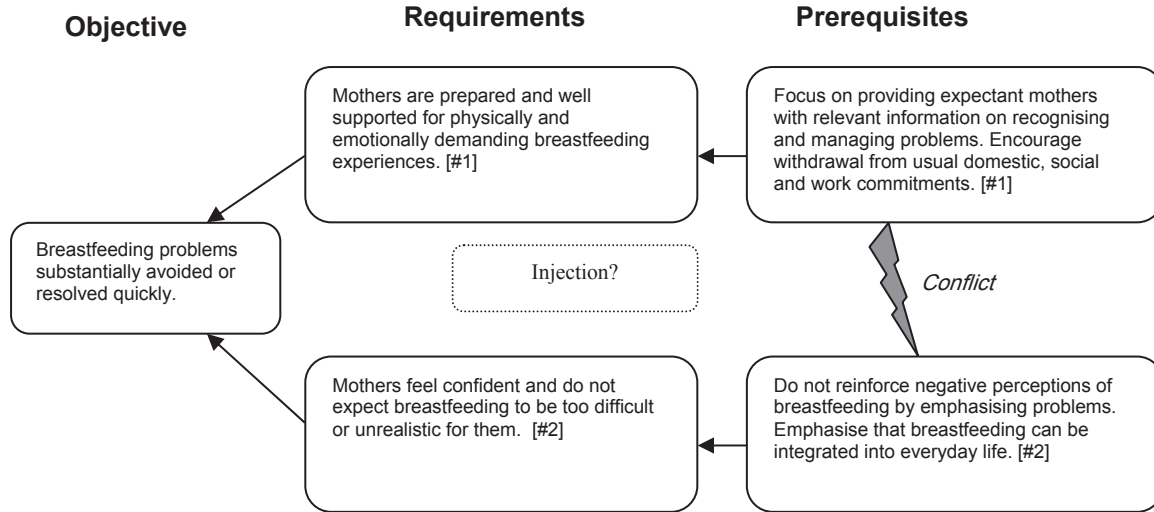 Objective
Requirements
Prerequisites
Mothers are prepared and well
supported for physically and
emotionally demanding breastfeeding
experiences. [#1]
Focus on providing expectant mothers
with relevant information on recognising
and managing problems. Encourage
withdrawal from usual domestic, social
and work commitments. [#1]
Breastfeeding problems
substantially avoided or
resolved quickly.
Injection?
Conflict
Mothers feel confident and do not
expect breastfeeding to be too difficult
or unrealistic for them. [#2]
Do not reinforce negative perceptions of
breastfeeding by emphasising problems.
Emphasise that breastfeeding can be
integrated into everyday life. [#2]